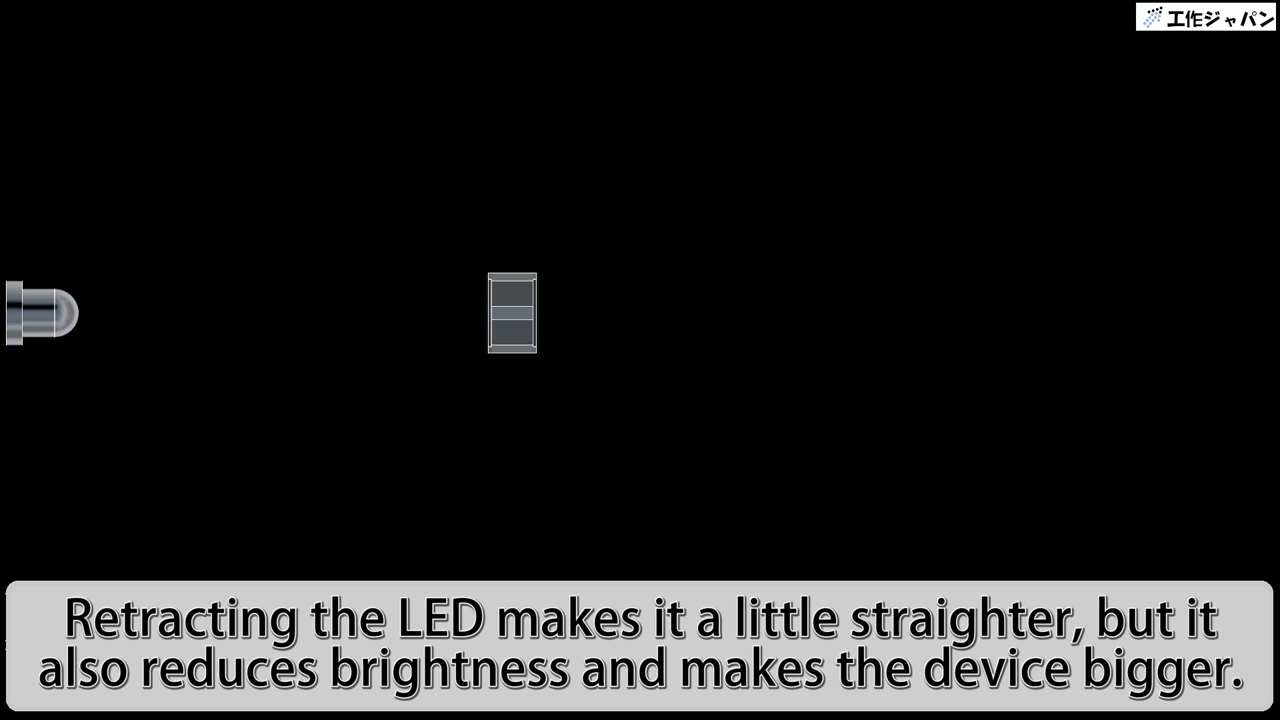 工作ジャパン
Retracting the LED makes it a little straighter, but it
also reduces brightness and makes the device bigger.